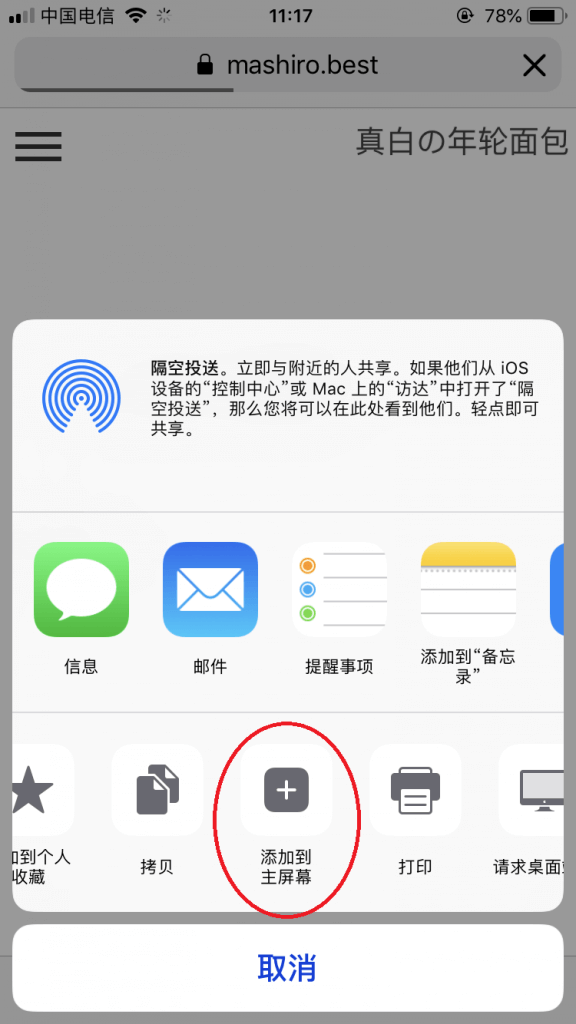 中国电信
11:17
78%
mashiro.best
真白の年轮面包
隔空投送。立即与附近的人共享。如果他们从 iOS
设备的“控制中心”或 Mac 上的“访达”中打开了“隔
空投送”，那么您将可以在此处看到他们。轻点即可
共享。
信息
邮件
提醒事项
添加到“备忘
录”
加到个人
收藏
拷贝
添加到
主屏幕
打印
请求桌面
取消